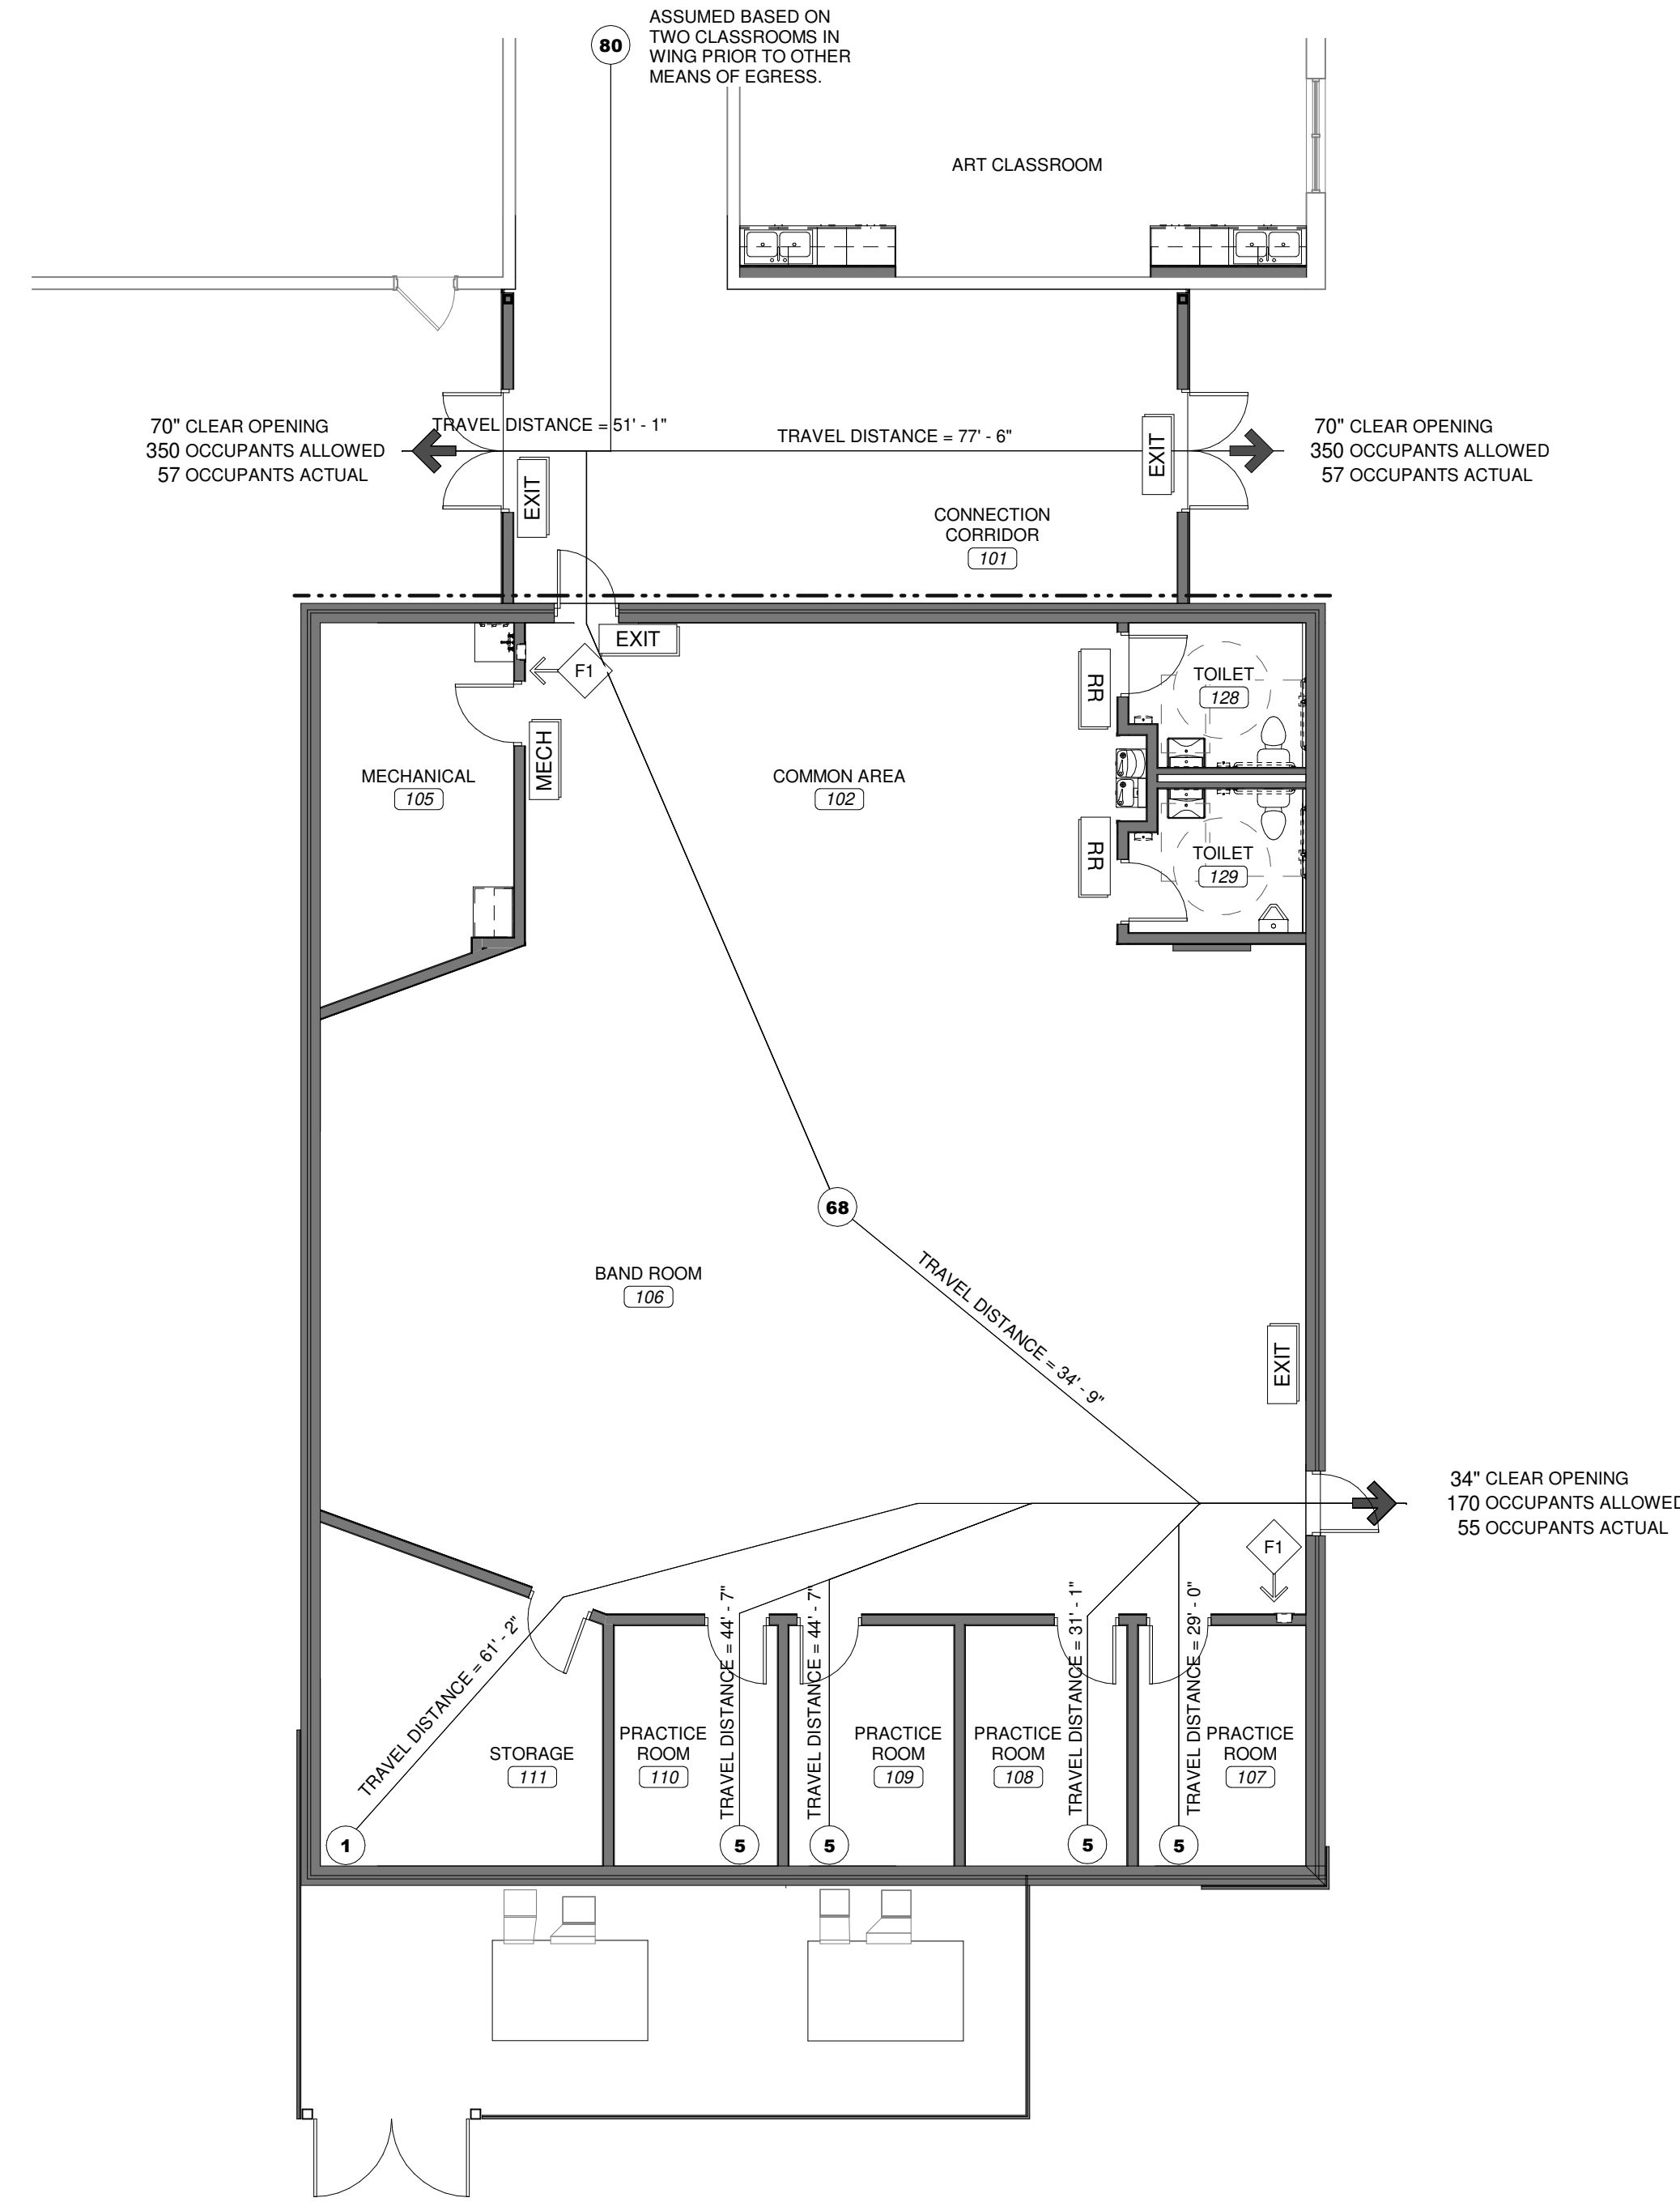 80
ASSUMED BASED ON
TWO CLASSROOMS IN
WING PRIOR TO OTHER
MEANS OF EGRESS.
ART CLASSROOM
70" CLEAR OPENING
350 OCCUPANTS ALLOWED
57 OCCUPANTS ACTUAL
TRAVEL DISTANCE = 51' - 1"
TRAVEL DISTANCE = 77' - 6"
EXIT
EXIT
70" CLEAR OPENING
350 OCCUPANTS ALLOWED
57 OCCUPANTS ACTUAL
CONNECTION
CORRIDOR
101
EXIT
F1
MECH
MECHANICAL
105
COMMON AREA
102
RR
TOILET
128
RR
TOILET
129
68
TRAVEL DISTANCE = 34' - 9"
BAND ROOM
106
EXIT
34" CLEAR OPENING
170 OCCUPANTS ALLOWED
55 OCCUPANTS ACTUAL
F1
TRAVEL DISTANCE = 61' - 2"
TRAVEL DISTANCE = 44' - 7"
TRAVEL DISTANCE = 44' - 7"
TRAVEL DISTANCE = 31' - 1"
TRAVEL DISTANCE = 29' - 0"
STORAGE
111
PRACTICE
ROOM
110
PRACTICE
ROOM
109
PRACTICE
ROOM
108
PRACTICE
ROOM
107
1
5
5
5
5